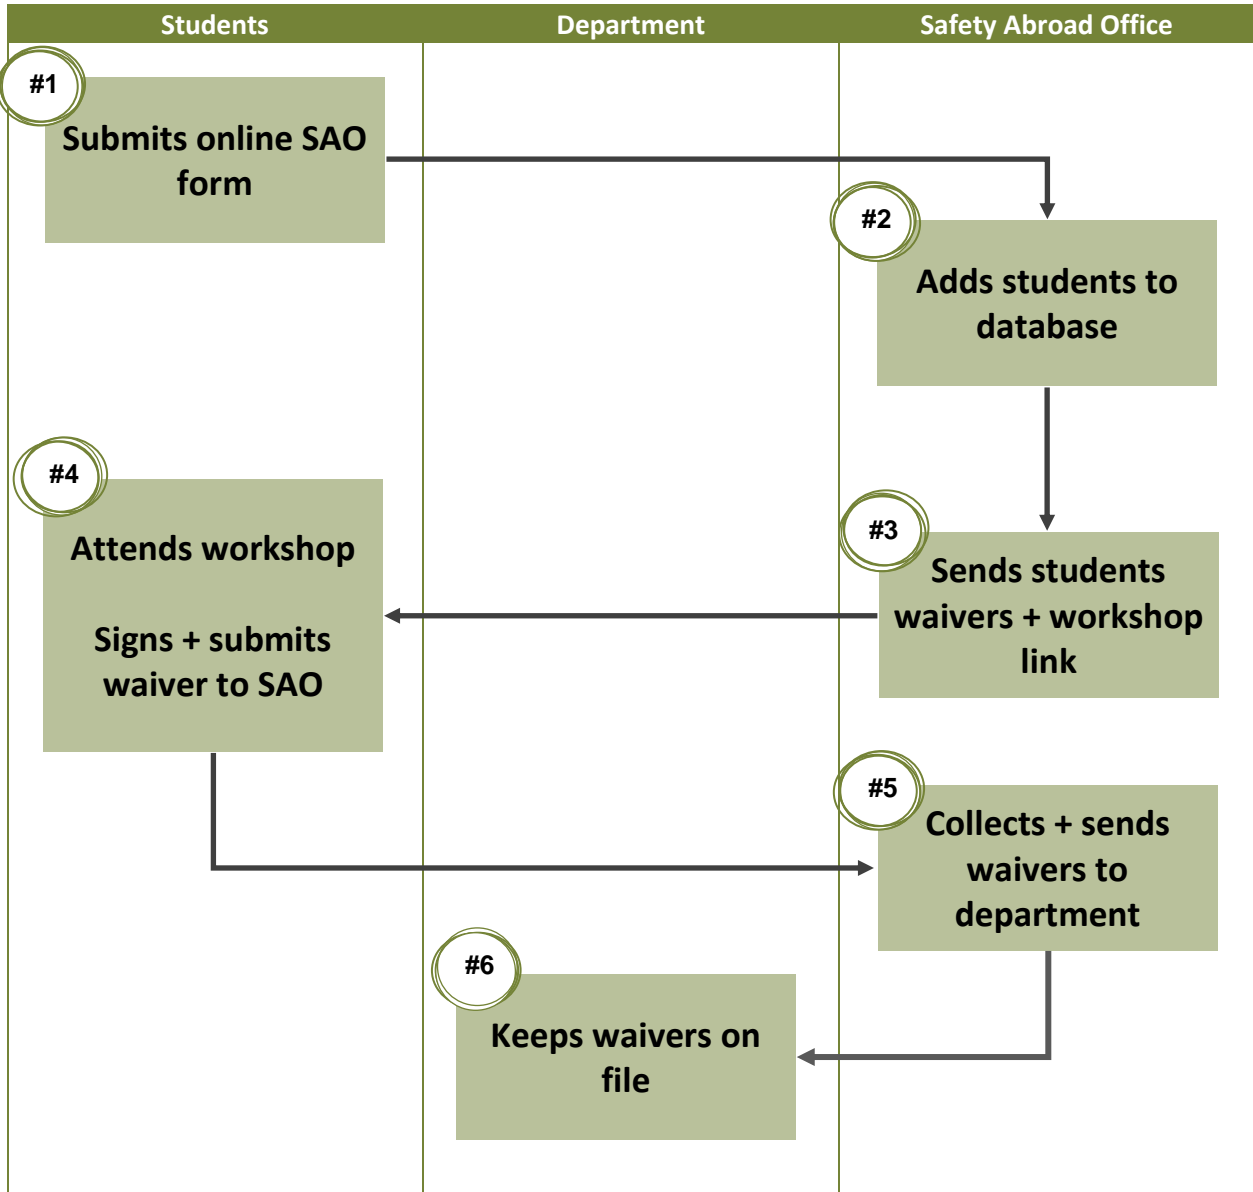 Students
Department
Safety Abroad Office
#1
Submits online SAO
form
#2
Adds students to
database
#3
Sends students
waivers + workshop
link
#4
Attends workshop
Signs + submits
waiver to SAO
#5
Collects + sends
waivers to
department
#6
Keeps waivers on
file